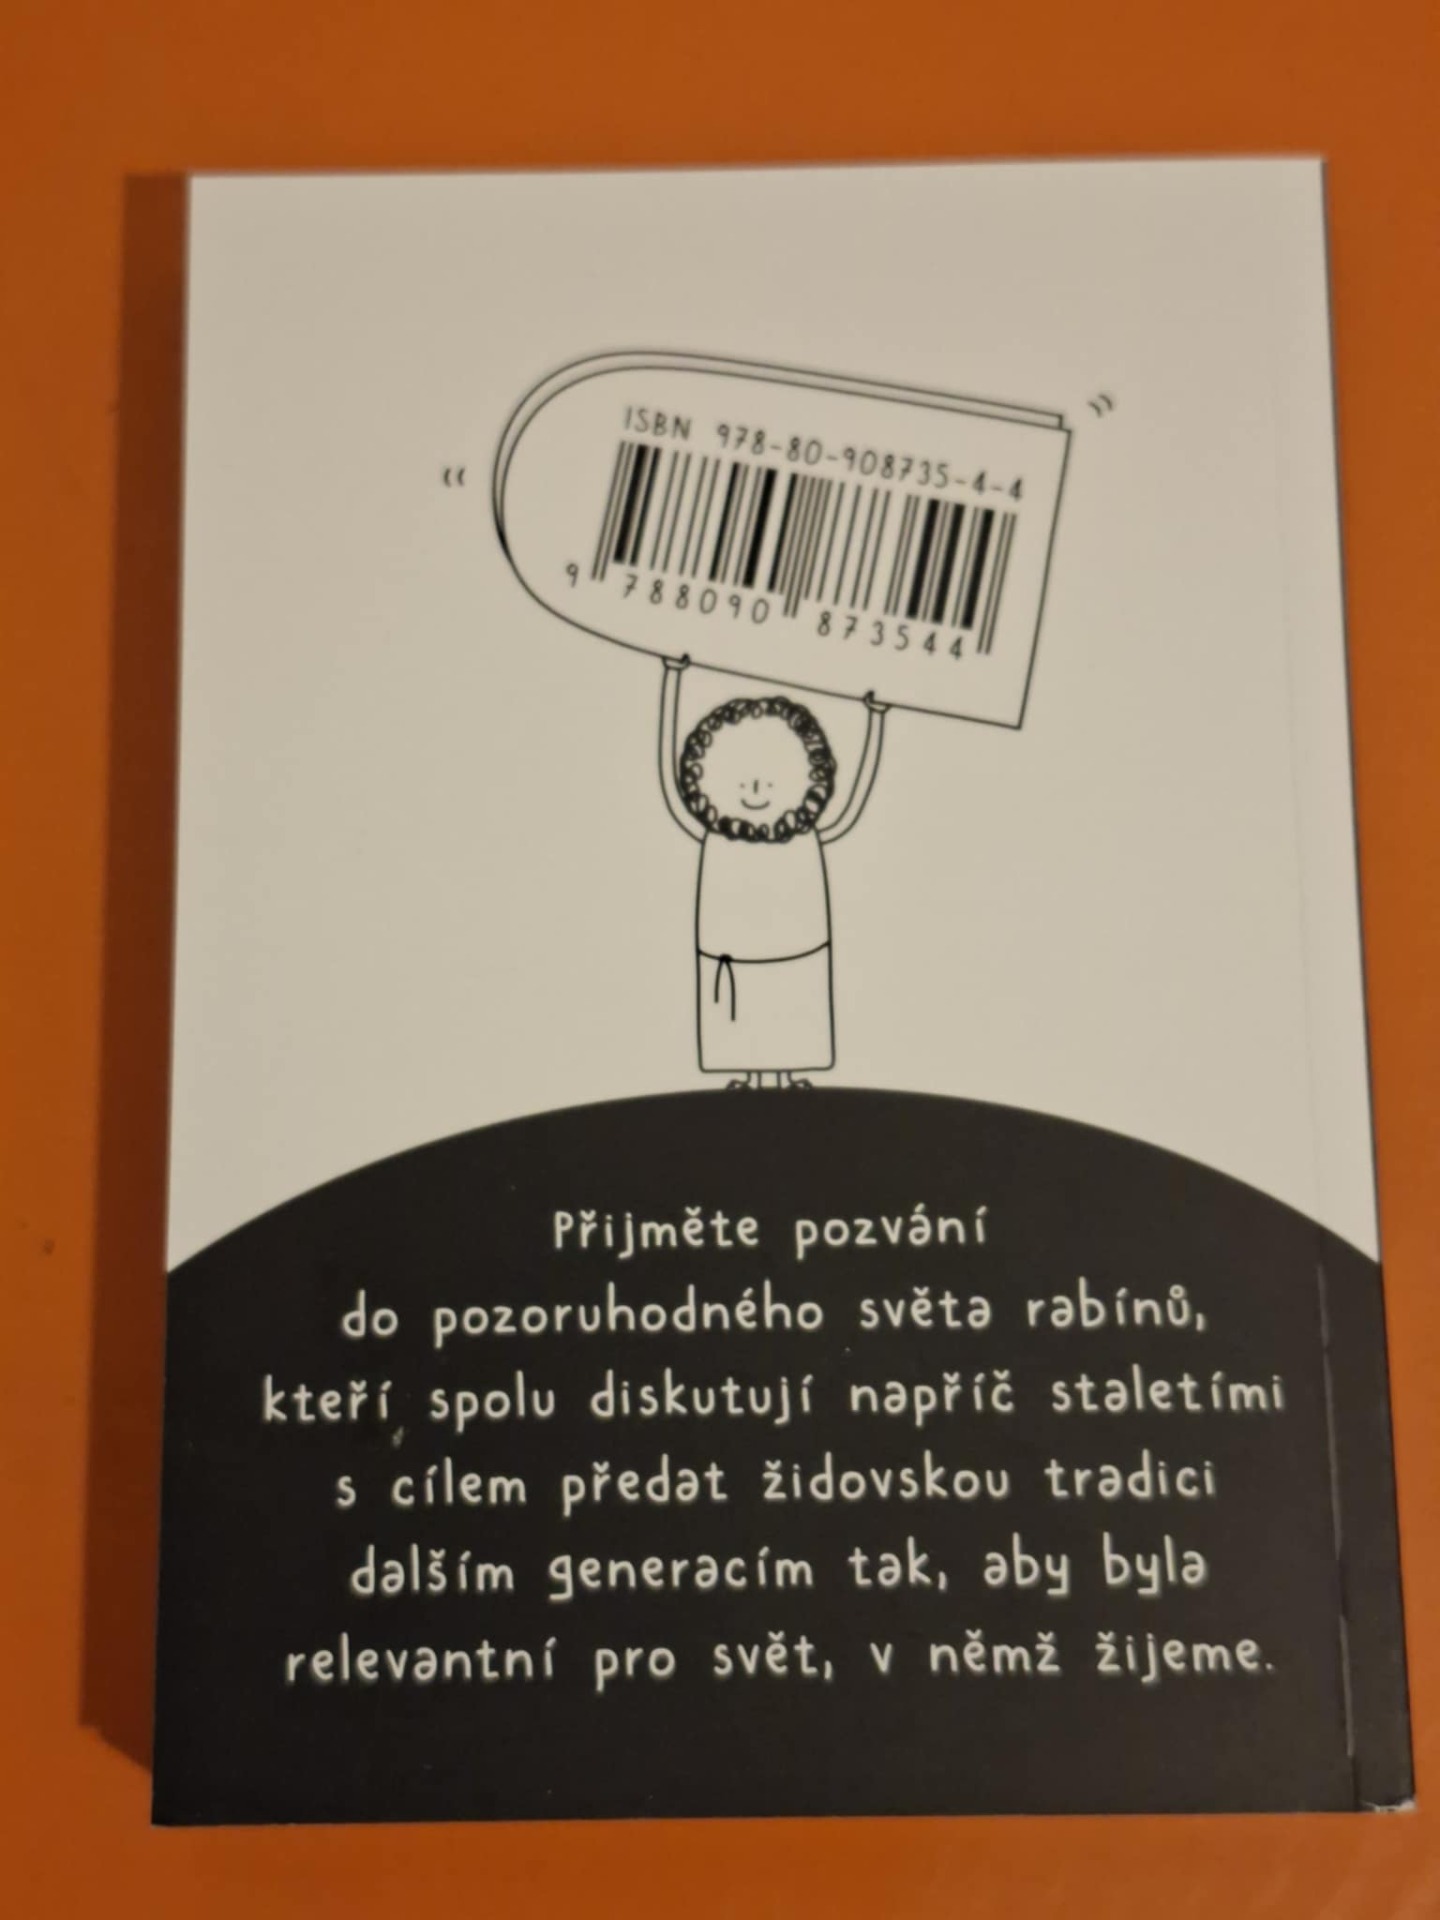 ISBN 978-80-908735-4-4
9 788090 873544
Přijměte pozvání
do pozoruhodného světa rabínů,
kteří spolu diskutují napříč staletími
s cílem předat židovskou tradici
dalším generacím tak, aby byla
relevantní pro svět, v němž žijeme.